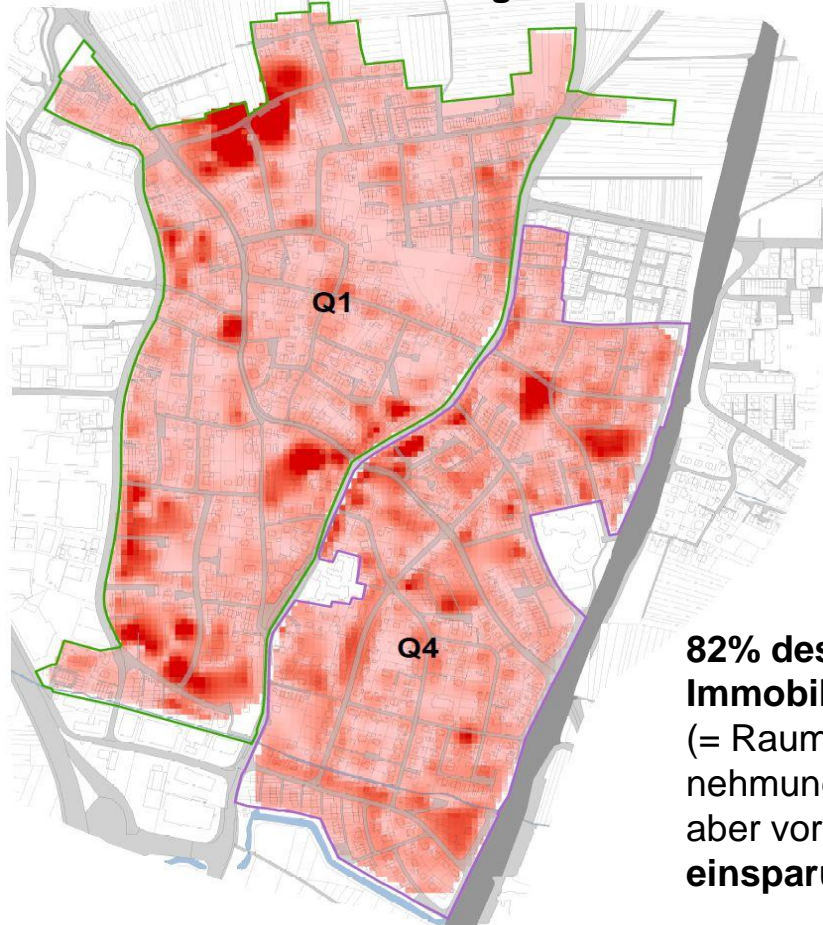 Q1
Q4
82% des
Immobil
(= Raum
nehmung
aber vor
einsparu